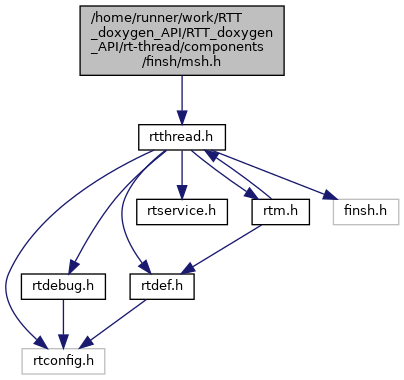 /home/runner/work/RTT
_doxygen_API/RTT_doxygen
_API/rt-thread/components
/finsh/msh.h
rtthread.h
rtservice.h
rtm.h
finsh.h
rtdebug.h
rtdef.h
rtconfig.h